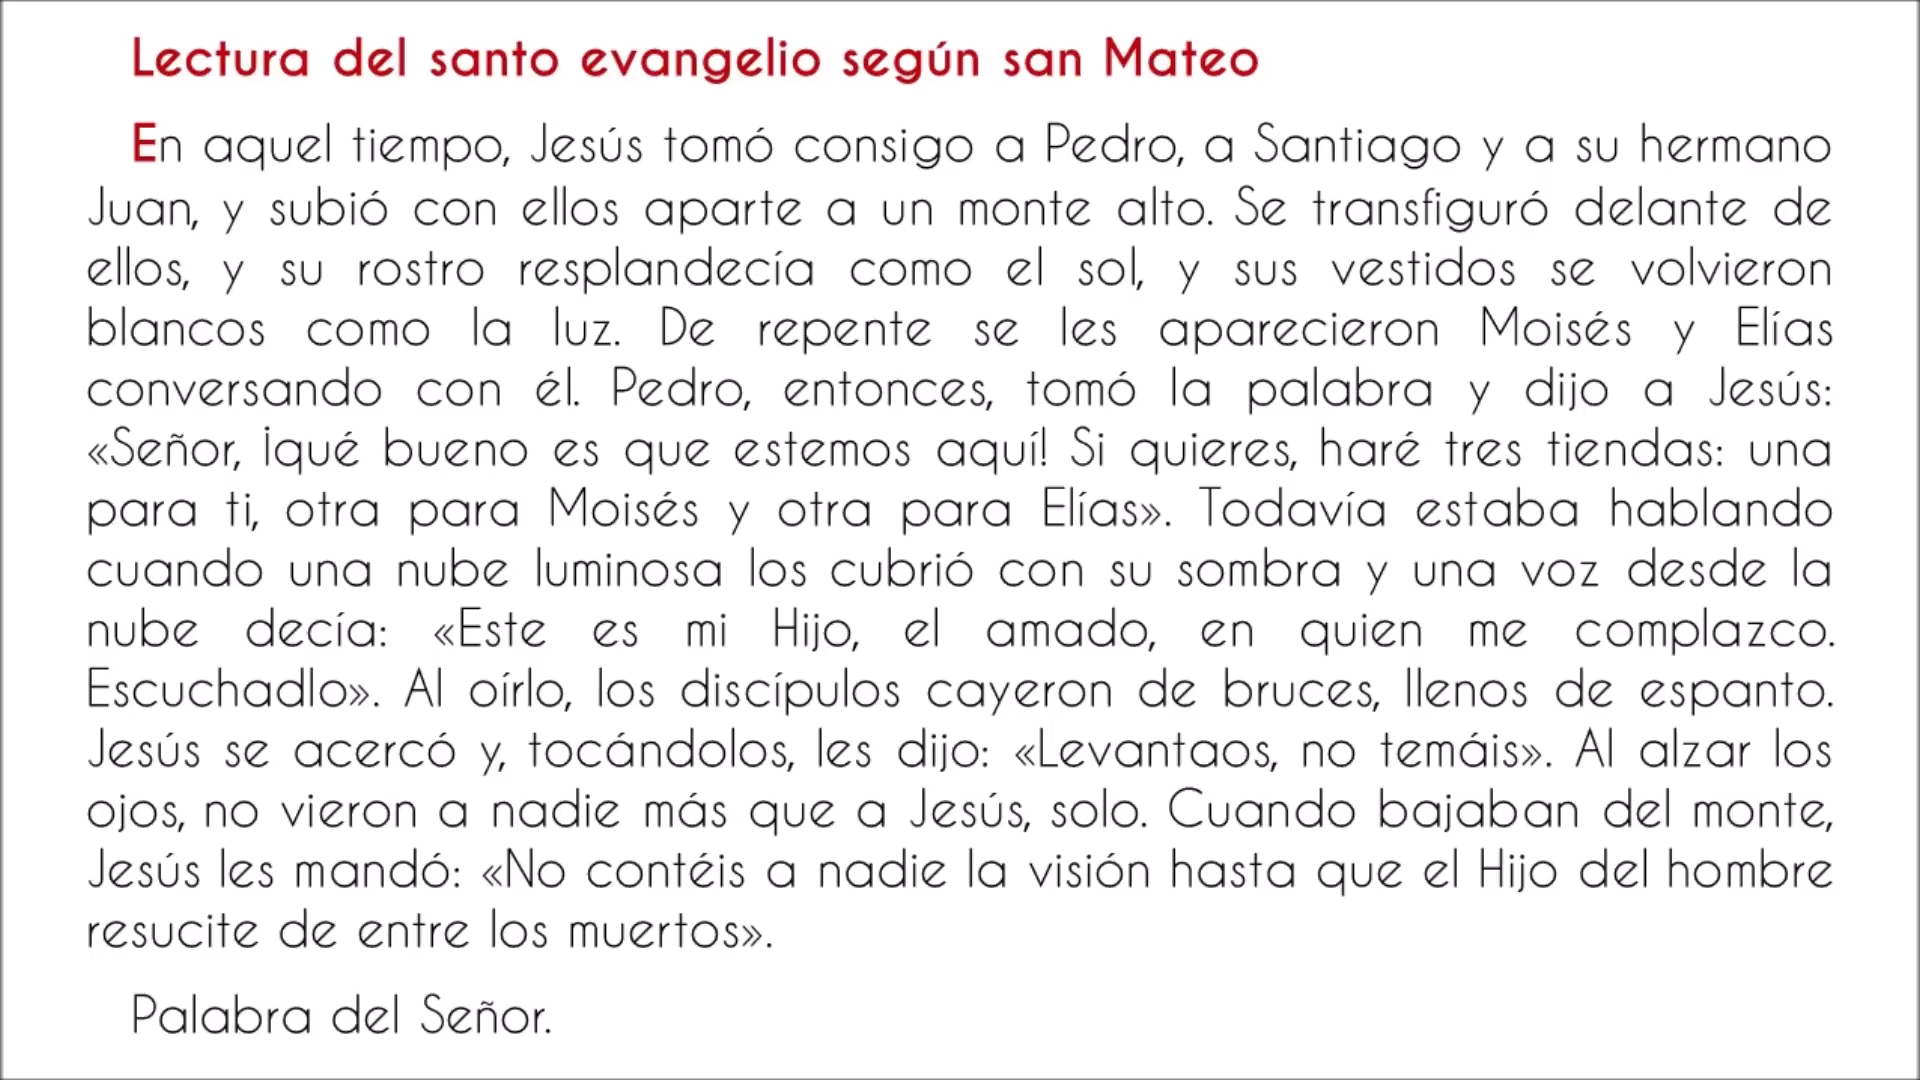 Lectura del santo evangelio según san Mateo
En aquel tiempo, Jesús tomó consigo a Pedro, a Santiago y a su hermano
Juan, y subió con ellos aparte a un monte alto. Se transfiguró delante de
ellos, y su rostro resplandecía como el sol, y sus vestidos se volvieron
blancos como la luz. De repente se les aparecieron Moisés y Elías
conversando con él. Pedro, entonces, tomó la palabra y dijo a Jesús:
«Señor, ¡qué bueno es que estemos aquí! Si quieres, haré tres tiendas: una
para ti, otra para Moisés y otra para Elías». Todavía estaba hablando
cuando una nube luminosa los cubrió con su sombra y una voz desde la
nube decía: «Este es mi Hijo, el amado, en quien me complazco.
Escuchadlo». Al oírlo, los discípulos cayeron de bruces, llenos de espanto.
Jesús se acercó y, tocándolos, les dijo: «Levantaos, no temáis». Al alzar los
ojos, no vieron a nadie más que a Jesús, solo. Cuando bajaban del monte,
Jesús les mandó: «No contéis a nadie la visión hasta que el Hijo del hombre
resucite de entre los muertos».
Palabra del Señor.